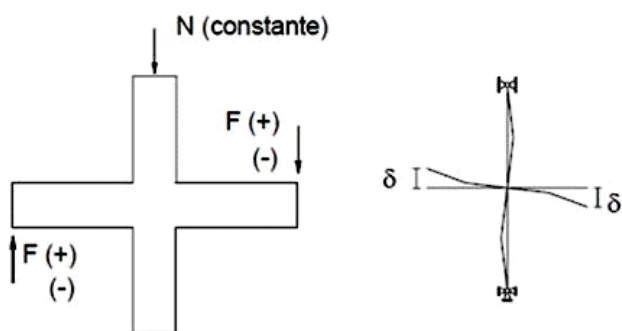 N (constante)
F (+)
(-)
F (+)
(-)
δ
δ